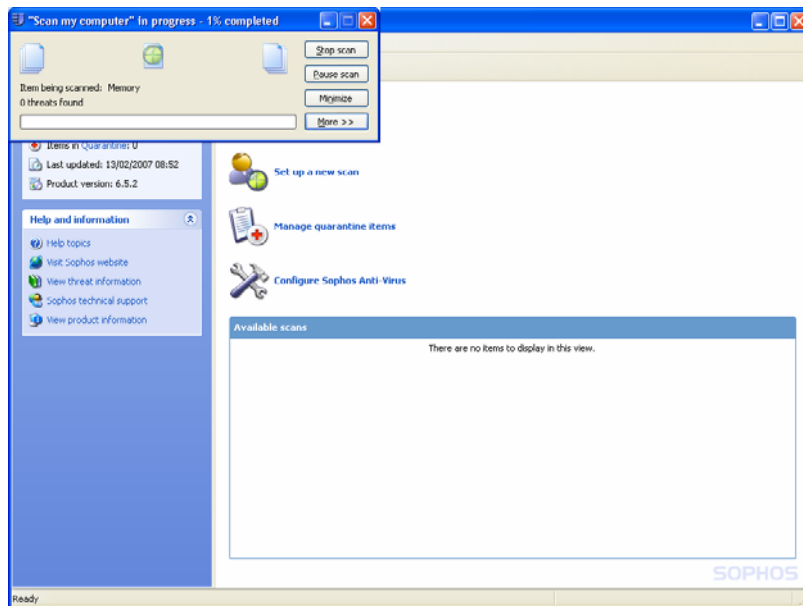 "Scan my computer" In progress - 1% completed
Stop scan
Pause scan
Item being scanned: Memory
0 threats found
Minimize
More >>
Items in Quarantine: 0
Last updated: 13/02/2007 08:52
Product version: 6.5.2
Help and information
Help topics
Visit Sophos website
View threat information
Sophos technical support
View product information
Set up a new scan
Manage quarantine items
Configure Sophos Anti-Virus
Available scans
There are no items to display in this view.
SOPHOS
Ready